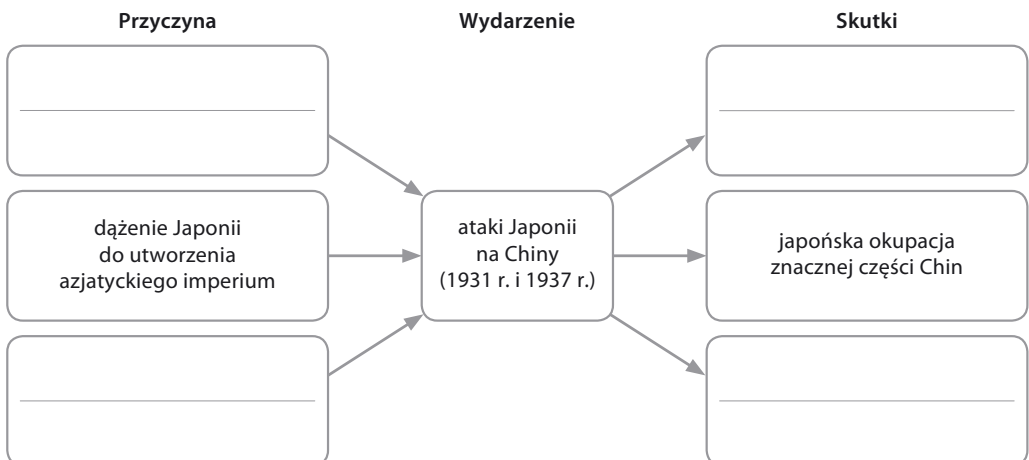 Przyczyna
Wydarzenie
Skutki
dążenie Japonii
do utworzenia
azjatyckiego imperium
ataki Japonii
na Chiny
(1931 r. i 1937 r.)
japońska okupacja
znacznej części Chin